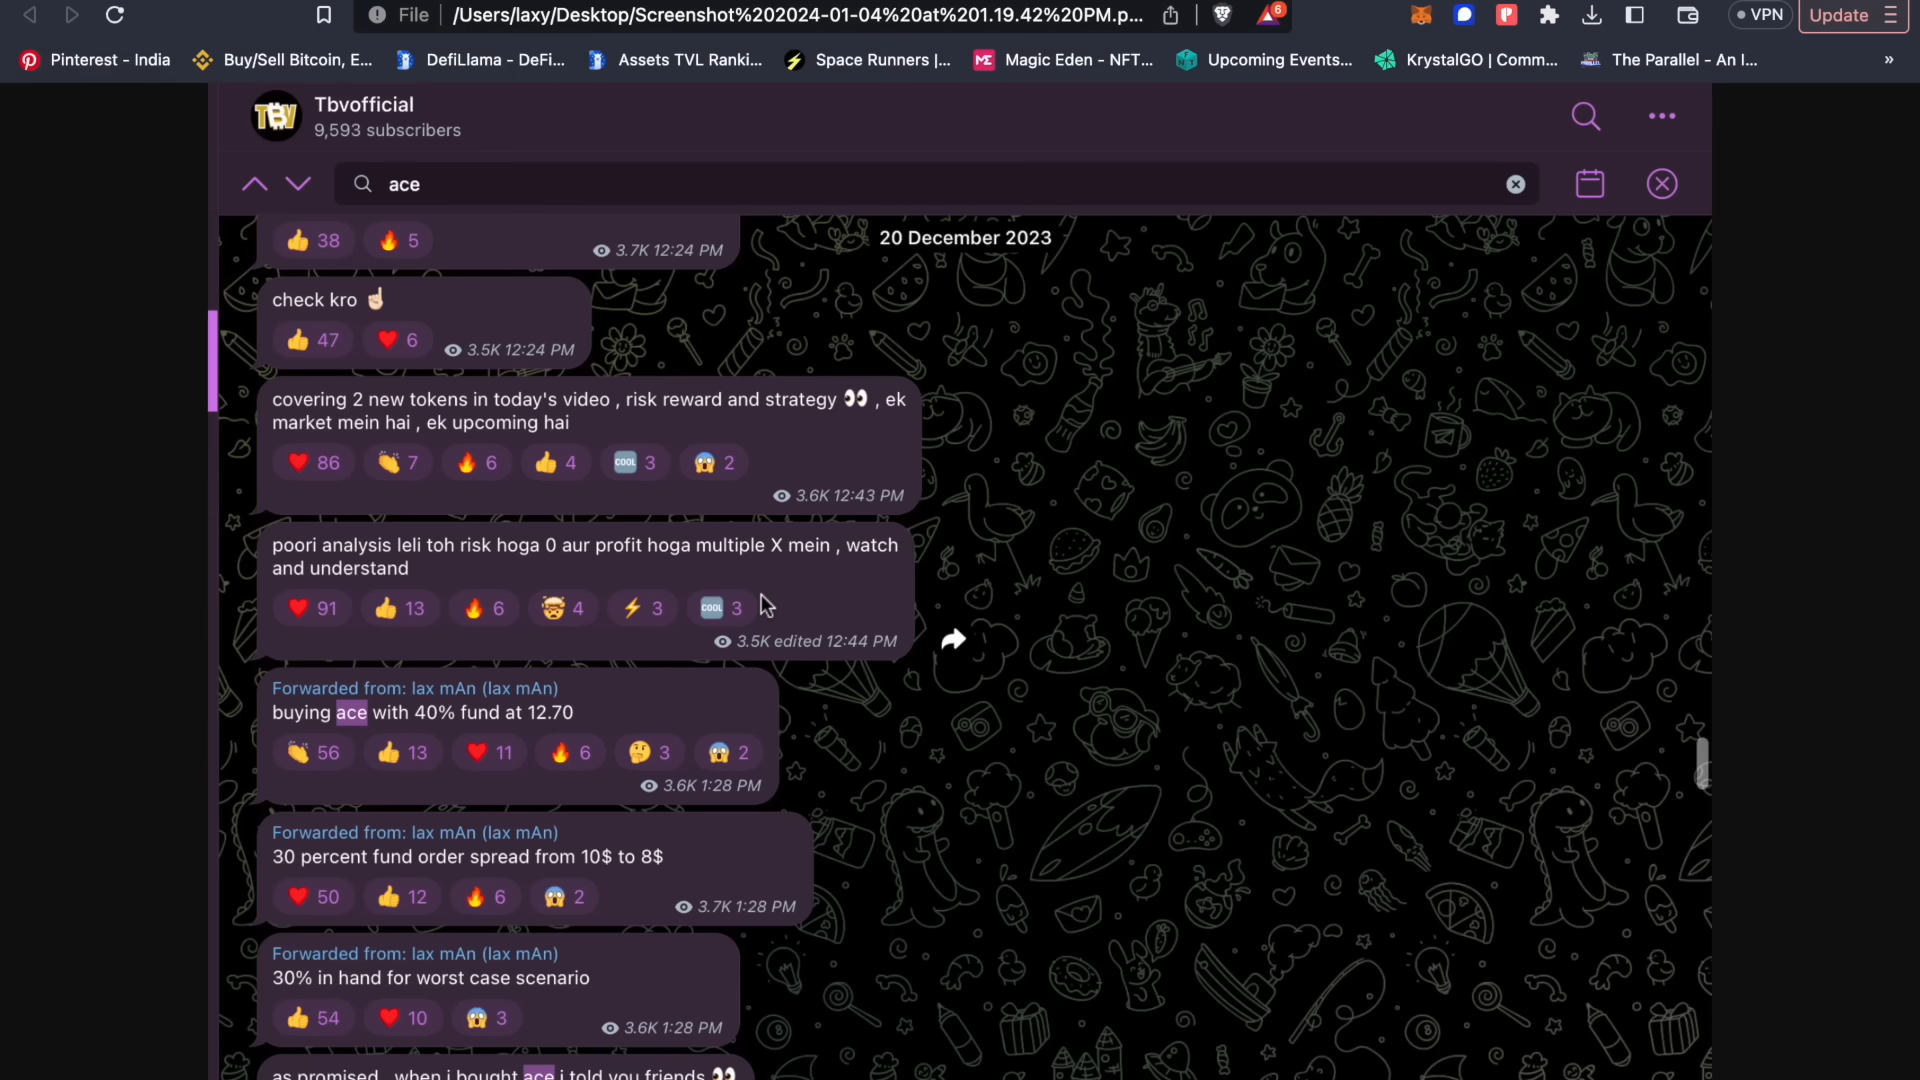 File /Users/laxy/Desktop/Screenshot%202024-01-04%20at%201.19.42%20PM.p...
6
VPN
Update
Pinterest - India
Buy/Sell Bitcoin, E...
DefiLlama - DeFi...
Assets TVL Ranki...
Space Runners |...
ME
Magic Eden - NFT...
Upcoming Events...
KrystalGO | Comm...
The Parallel - An I...
»
TBV
Tbvofficial
9,593 subscribers
ace
20 December 2023
👍 38 🔥 5 3.7K 12:24 PM
check kro ☝🏻
👍 47 ❤️ 6 3.5K 12:24 PM
covering 2 new tokens in today's video , risk reward and strategy 👀 , ek
market mein hai , ek upcoming hai
❤️ 86 👏 7 🔥 6 👍 4 🆒 3 😱 2
3.6K 12:43 PM
poori analysis leli toh risk hoga 0 aur profit hoga multiple X mein , watch
and understand
❤️ 91 👍 13 🔥 6 🤯 4 ⚡ 3 🆒 3
3.5K edited 12:44 PM
Forwarded from: lax mAn (lax mAn)
buying ace with 40% fund at 12.70
👏 56 👍 13 ❤️ 11 🔥 6 🤔 3 😱 2
3.6K 1:28 PM
Forwarded from: lax mAn (lax mAn)
30 percent fund order spread from 10$ to 8$
❤️ 50 👍 12 🔥 6 😱 2 3.7K 1:28 PM
Forwarded from: lax mAn (lax mAn)
30% in hand for worst case scenario
👍 54 ❤️ 10 😱 3 3.6K 1:28 PM
as promised , when i bought ace i told you friends 👀